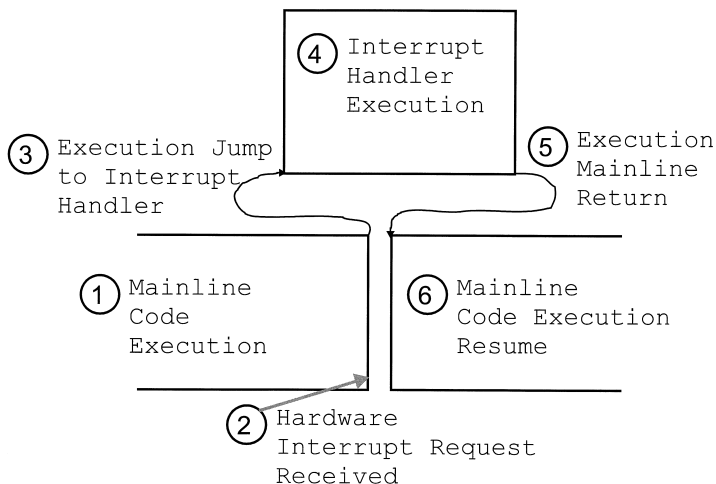 4 Interrupt
Handler
Execution
3 Execution Jump
to Interrupt
Handler
5 Execution
Mainline
Return
1 Mainline
Code
Execution
6 Mainline
Code Execution
Resume
2 Hardware
Interrupt Request
Received